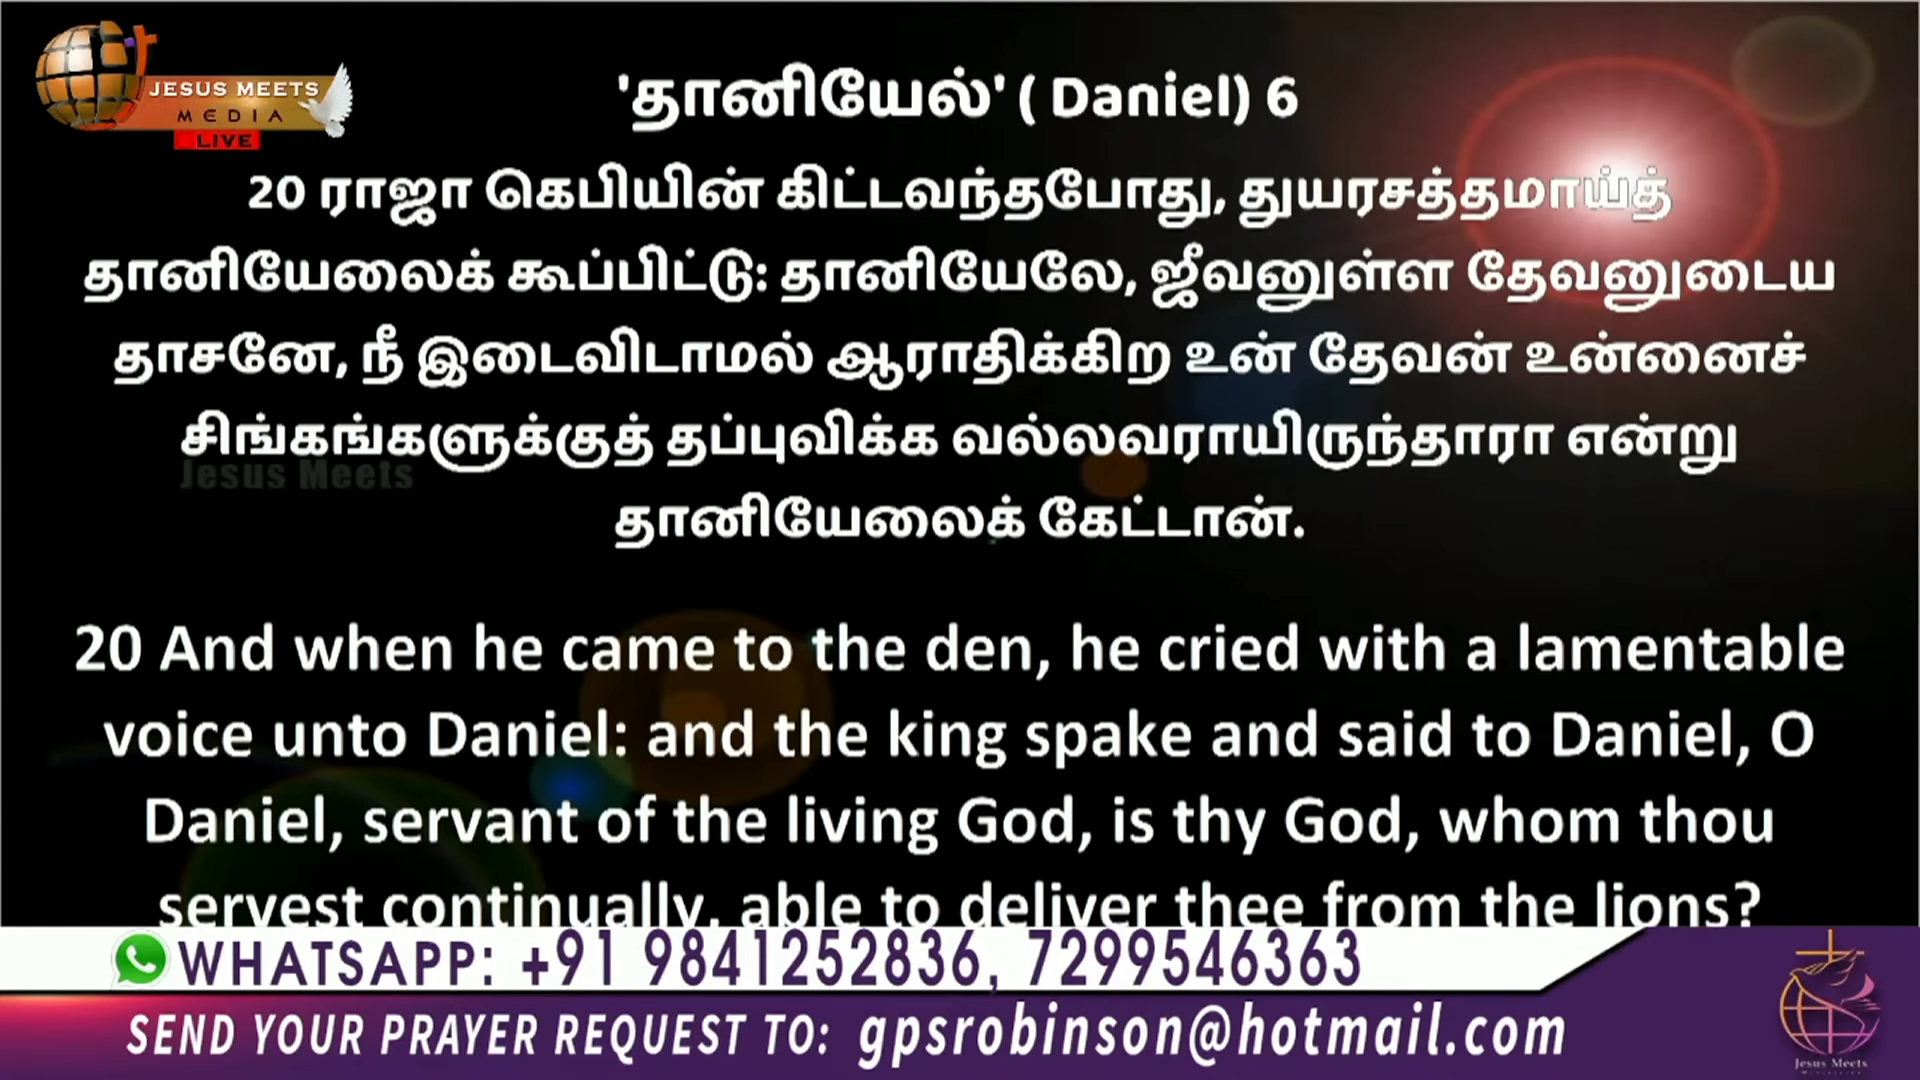 JESUS MEETS
MEDIA
LIVE
'தானியேல்' ( Daniel) 6
20 ராஜா கெபியின் கிட்டவந்தபோது, துயரசத்தமாய்த்
தானியேலைக் கூப்பிட்டு: தானியேலே, ஜீவனுள்ள தேவனுடைய
தாசனே, நீ இடைவிடாமல் ஆராதிக்கிற உன் தேவன் உன்னைச்
சிங்கங்களுக்குத் தப்புவிக்க வல்லவராயிருந்தாரா என்று
Jesus Meets
தானியேலைக் கேட்டான்.
20 And when he came to the den, he cried with a lamentable
voice unto Daniel: and the king spake and said to Daniel, O
Daniel, servant of the living God, is thy God, whom thou
servest continually, able to deliver thee from the lions?
WHATSAPP: +91 9841252836, 7299546363
SEND YOUR PRAYER REQUEST TO: gpsrobinson@hotmail.com
Jesus Meets